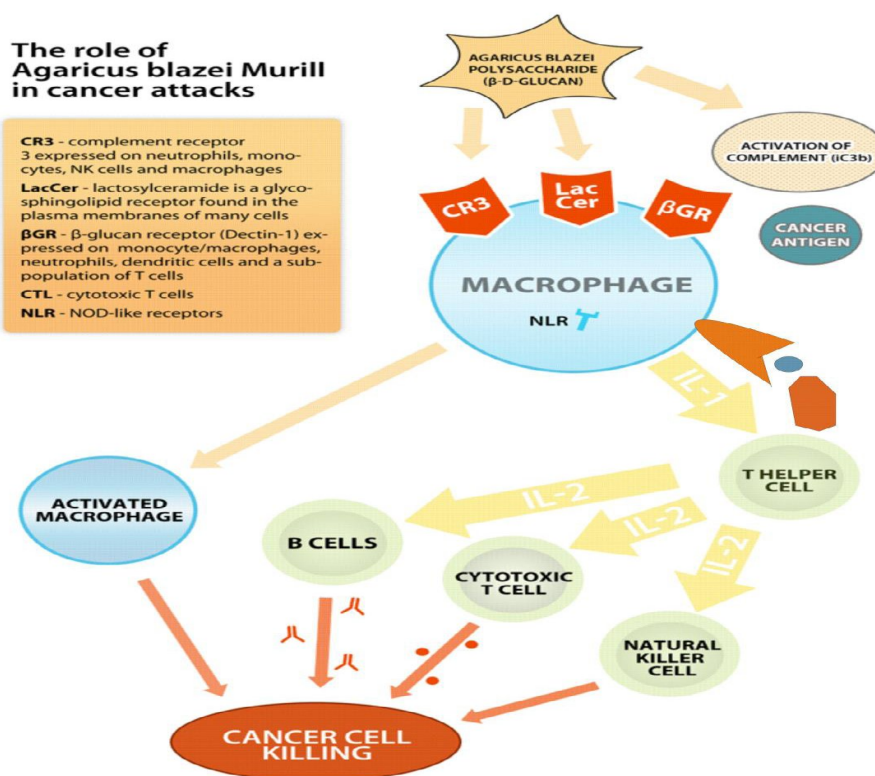 The role of
Agaricus blazei Murill
in cancer attacks
CR3 - complement receptor
3 expressed on neutrophils, mono-
cytes, NK cells and macrophages
LacCer - lactosylceramide is a glyco-
sphingolipid receptor found in the
plasma membranes of many cells
βGR - β-glucan receptor (Dectin-1) ex-
pressed on monocyte/macrophages,
neutrophils, dendritic cells and a sub-
population of T cells
CTL - cytotoxic T cells
NLR - NOD-like receptors
AGARICUS BLAZEI
POLYSACCHARIDE
(β-D-GLUCAN)
ACTIVATION OF
COMPLEMENT (iC3b)
CANCER
ANTIGEN
CR3
Lac
Cer
βGR
MACROPHAGE
NLR
IL-1
T HELPER
CELL
IL-2
IL-2
IL-2
ACTIVATED
MACROPHAGE
B CELLS
CYTOTOXIC
T CELL
NATURAL
KILLER
CELL
CANCER CELL
KILLING